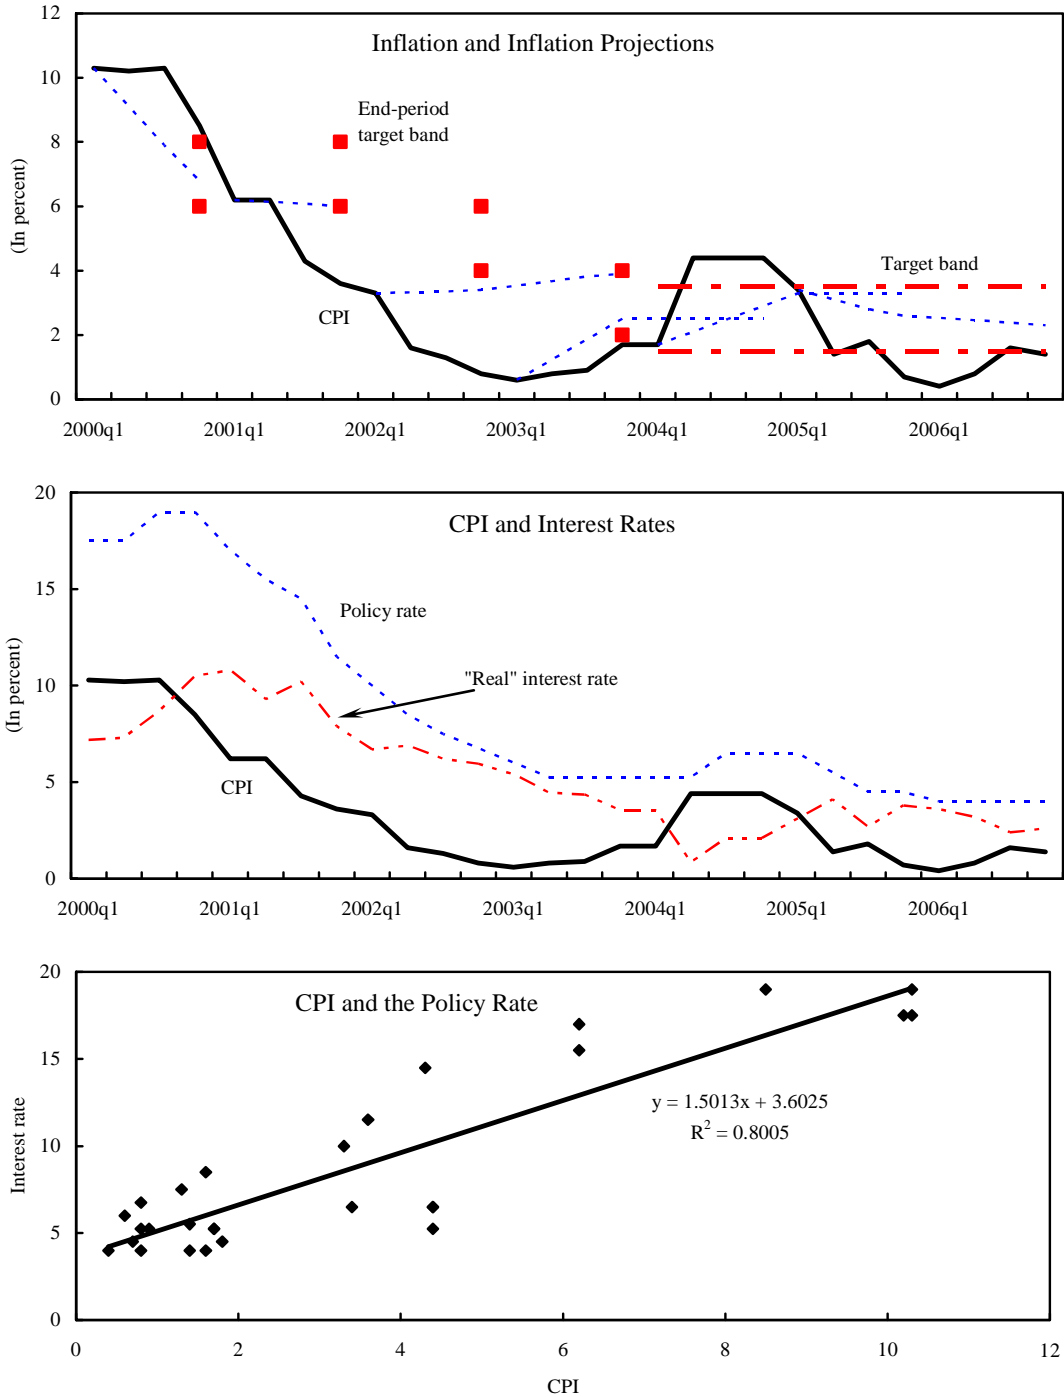 Inflation and Inflation Projections
(In percent)
12
10
8
6
4
2
0
End-period
target band
CPI
Target band
2000q1 2001q1 2002q1 2003q1 2004q1 2005q1 2006q1
CPI and Interest Rates
(In percent)
20
15
10
5
0
Policy rate
"Real" interest rate
CPI
2000q1 2001q1 2002q1 2003q1 2004q1 2005q1 2006q1
CPI and the Policy Rate
Interest rate
20
15
10
5
0
y = 1.5013x + 3.6025
R² = 0.8005
0 2 4 6 8 10 12
CPI